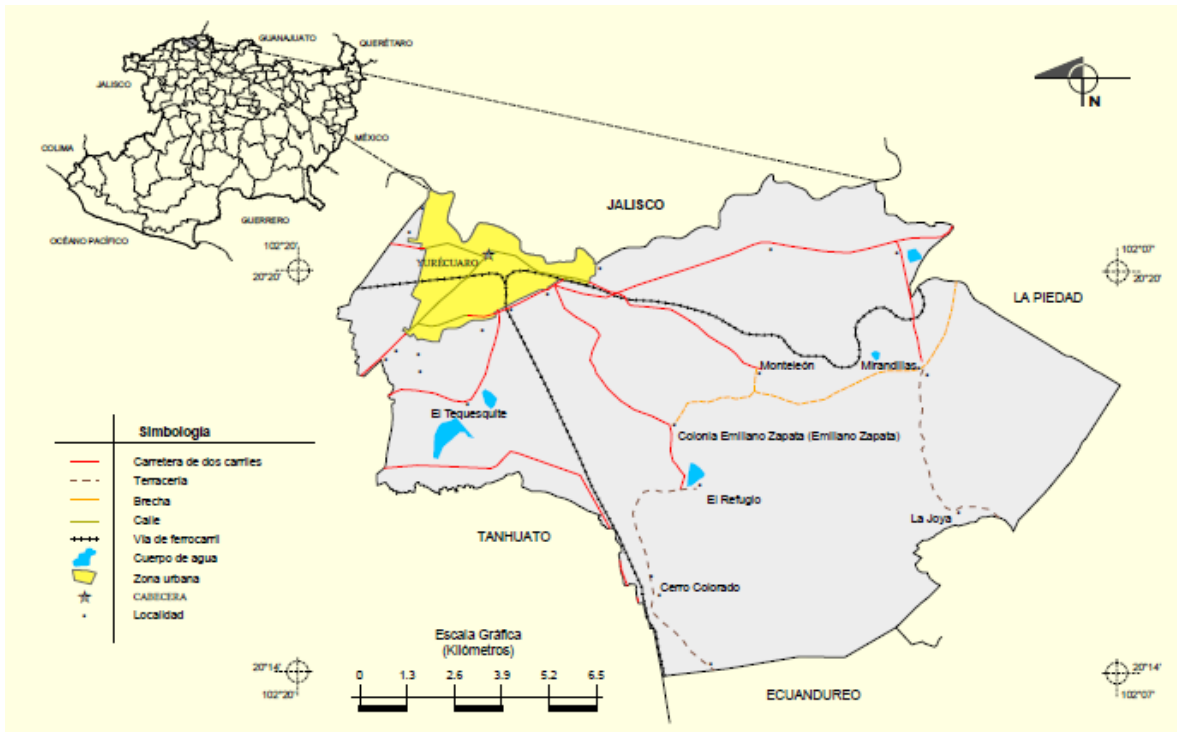 GUANAJUATO
QUERÉTARO
JALISCO
MÉXICO
COLIMA
GUERRERO
OCÉANO PACÍFICO
N
102°20'
20°20'
102°07'
20°20'
JALISCO
YURÉCUARO
LA PIEDAD
Monteleón
Mirandillas
El Tequesquite
Colonia Emiliano Zapata (Emiliano Zapata)
El Refugio
La Joya
TANHUATO
Cerro Colorado
ECUANDUREO
Simbología
Carretera de dos carriles
Terracería
Brecha
Calle
Vía de ferrocarril
Cuerpo de agua
Zona urbana
CABECERA
Localidad
Escala Gráfica
(Kilómetros)
0 1.3 2.6 3.9 5.2 6.5
20°14'
102°20'
20°14'
102°07'